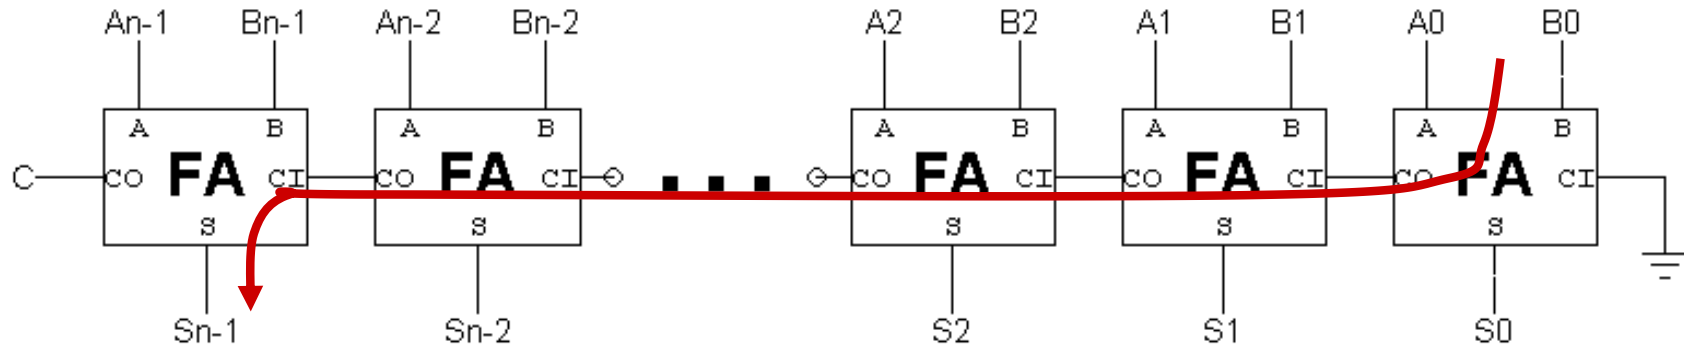 An-1 Bn-1 An-2 Bn-2 A2 B2 A1 B1 A0 B0
A B A B A B A B A B
C CO FA CI CO FA CI ... CO FA CI CO FA CI CO FA CI
S S S S S
Sn-1 Sn-2 S2 S1 S0